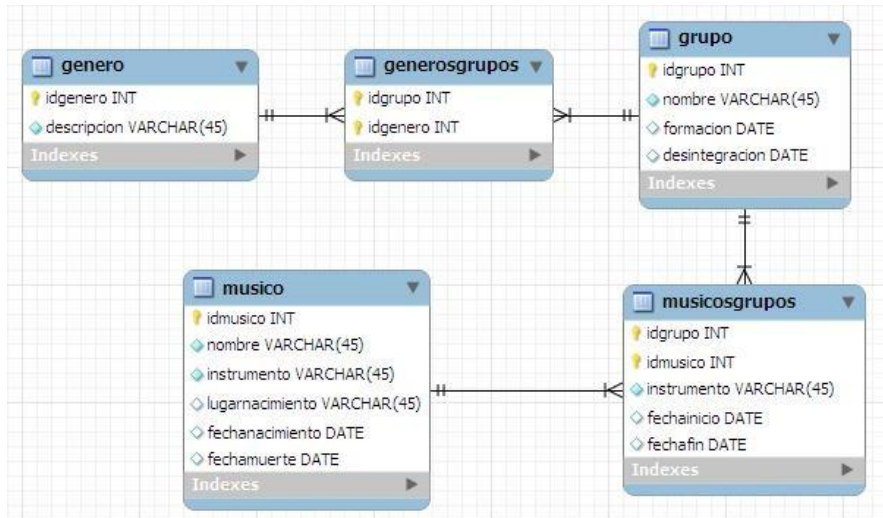 genero
idgenero INT
descripcion VARCHAR(45)
Indexes
generosgrupos
idgrupo INT
idgenero INT
Indexes
grupo
idgrupo INT
nombre VARCHAR(45)
formacion DATE
desintegracion DATE
Indexes
musico
idmusico INT
nombre VARCHAR(45)
instrumento VARCHAR(45)
lugarnacimiento VARCHAR(45)
fechanacimiento DATE
fechamuerte DATE
Indexes
musicosgrupos
idgrupo INT
idmusico INT
instrumento VARCHAR(45)
fechainicio DATE
fechafin DATE
Indexes